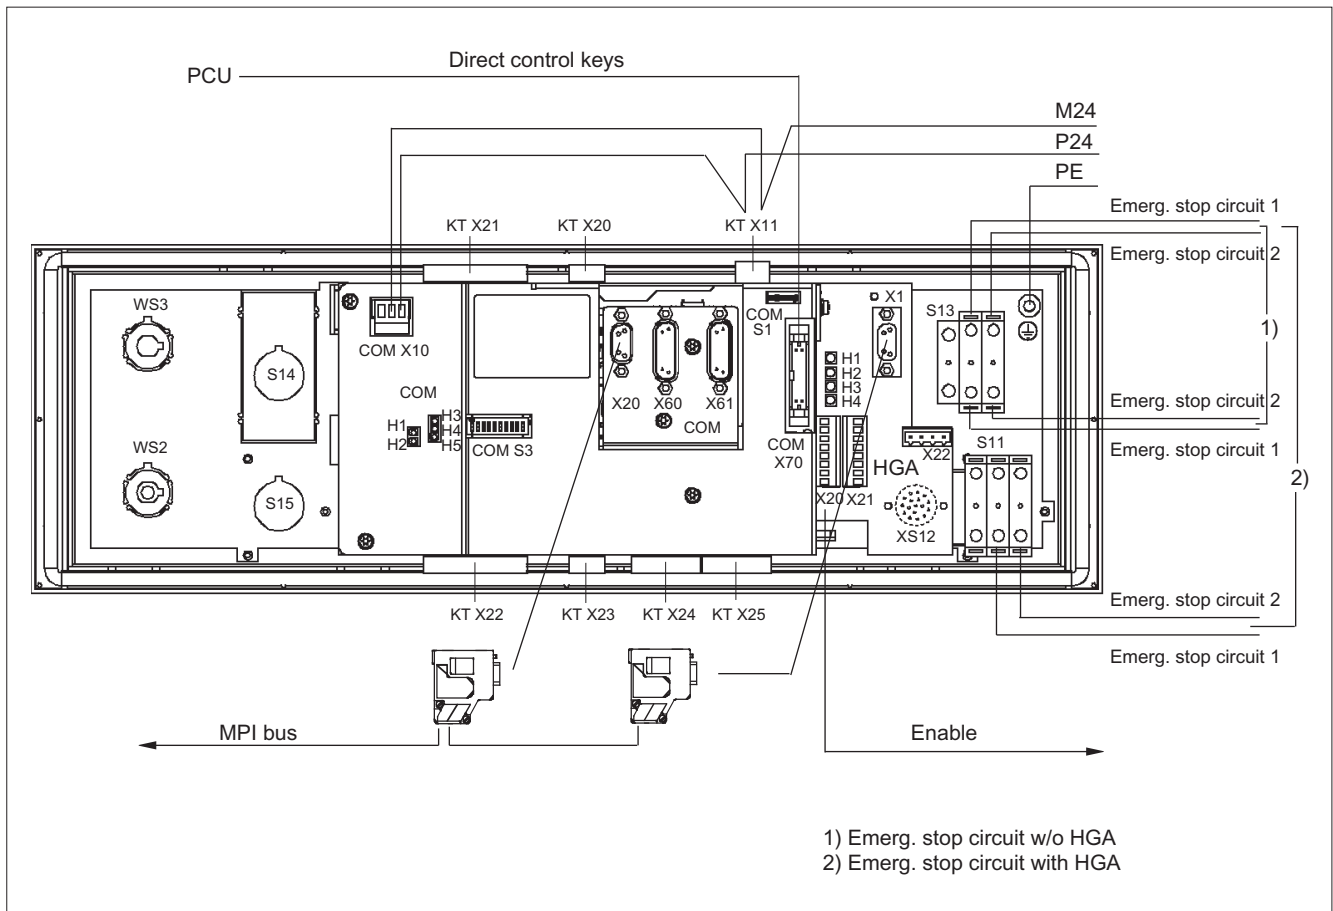 Direct control keys
PCU
M24
P24
PE
Emerg. stop circuit 1
KT X21
KT X20
KT X11
Emerg. stop circuit 2
WS3
X1
COM
S1
S13
1)
COM X10
H1
H2
H3
H4
S14
COM
X20
X60
X61
Emerg. stop circuit 2
H1
H2
H3
H4
H5
COM
COM S3
COM
X70
S11
WS2
X22
Emerg. stop circuit 1
HGA
2)
S15
X20
X21
XS12
Emerg. stop circuit 2
KT X22
KT X23
KT X24
KT X25
Emerg. stop circuit 1
MPI bus
Enable
1) Emerg. stop circuit w/o HGA
2) Emerg. stop circuit with HGA